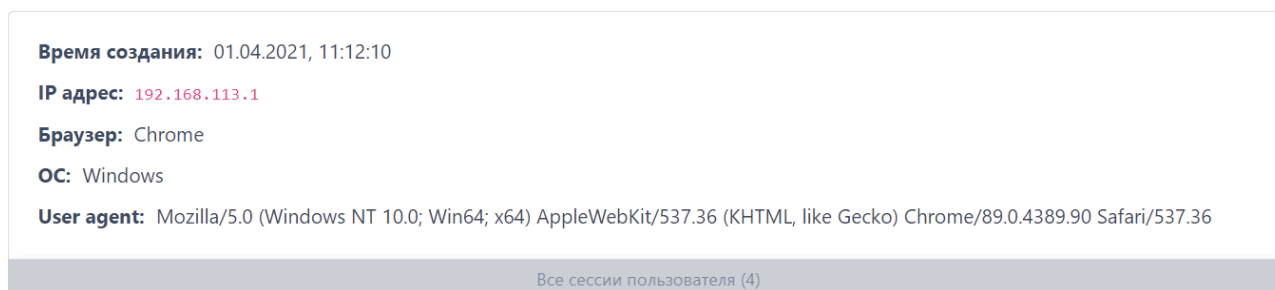 Время создания: 01.04.2021, 11:12:10
IP адрес: 192.168.113.1
Браузер: Chrome
ОС: Windows
User agent: Mozilla/5.0 (Windows NT 10.0; Win64; x64) AppleWebKit/537.36 (KHTML, like Gecko) Chrome/89.0.4389.90 Safari/537.36
Все сессии пользователя (4)